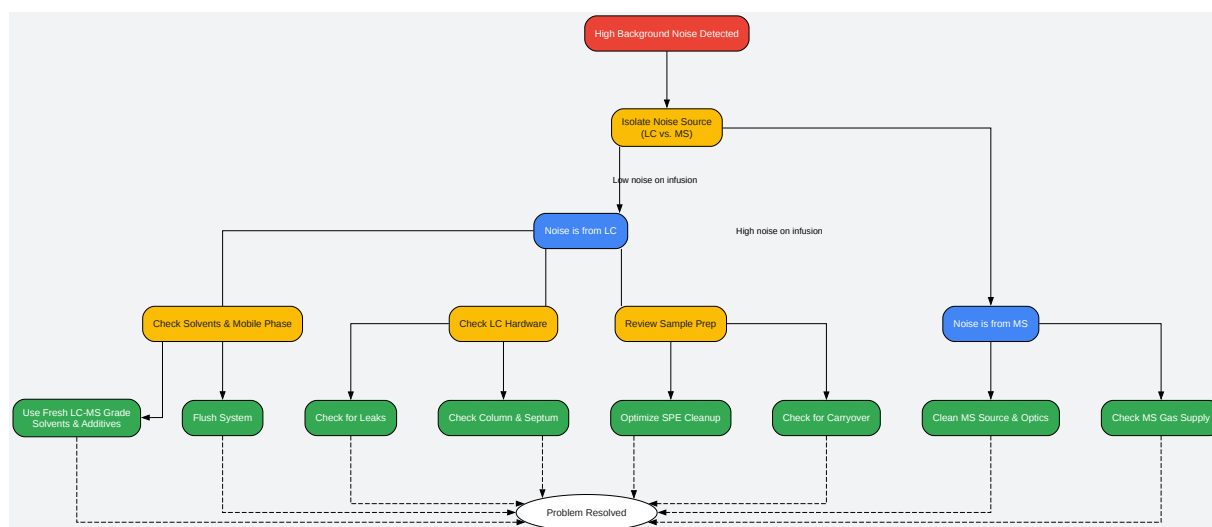 High Background Noise Detected
Isolate Noise Source
(LC vs. MS)
Low noise on infusion
Noise is from LC
High noise on infusion
Check Solvents & Mobile Phase
Check LC Hardware
Review Sample Prep
Noise is from MS
Use Fresh LC-MS Grade
Solvents & Additives
Flush System
Check for Leaks
Check Column & Septum
Optimize SPE Cleanup
Check for Carryover
Clean MS Source & Optics
Check MS Gas Supply
Problem Resolved